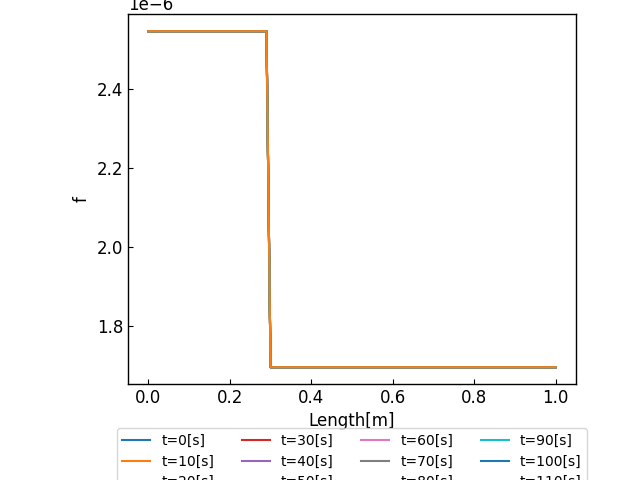 1e−6
2.4
2.2
2.0
1.8
f
0.0 0.2 0.4 0.6 0.8 1.0
Length[m]
t=0[s] t=30[s] t=60[s] t=90[s]
t=10[s] t=40[s] t=70[s] t=100[s]
t=20[s] t=50[s] t=80[s] t=110[s]